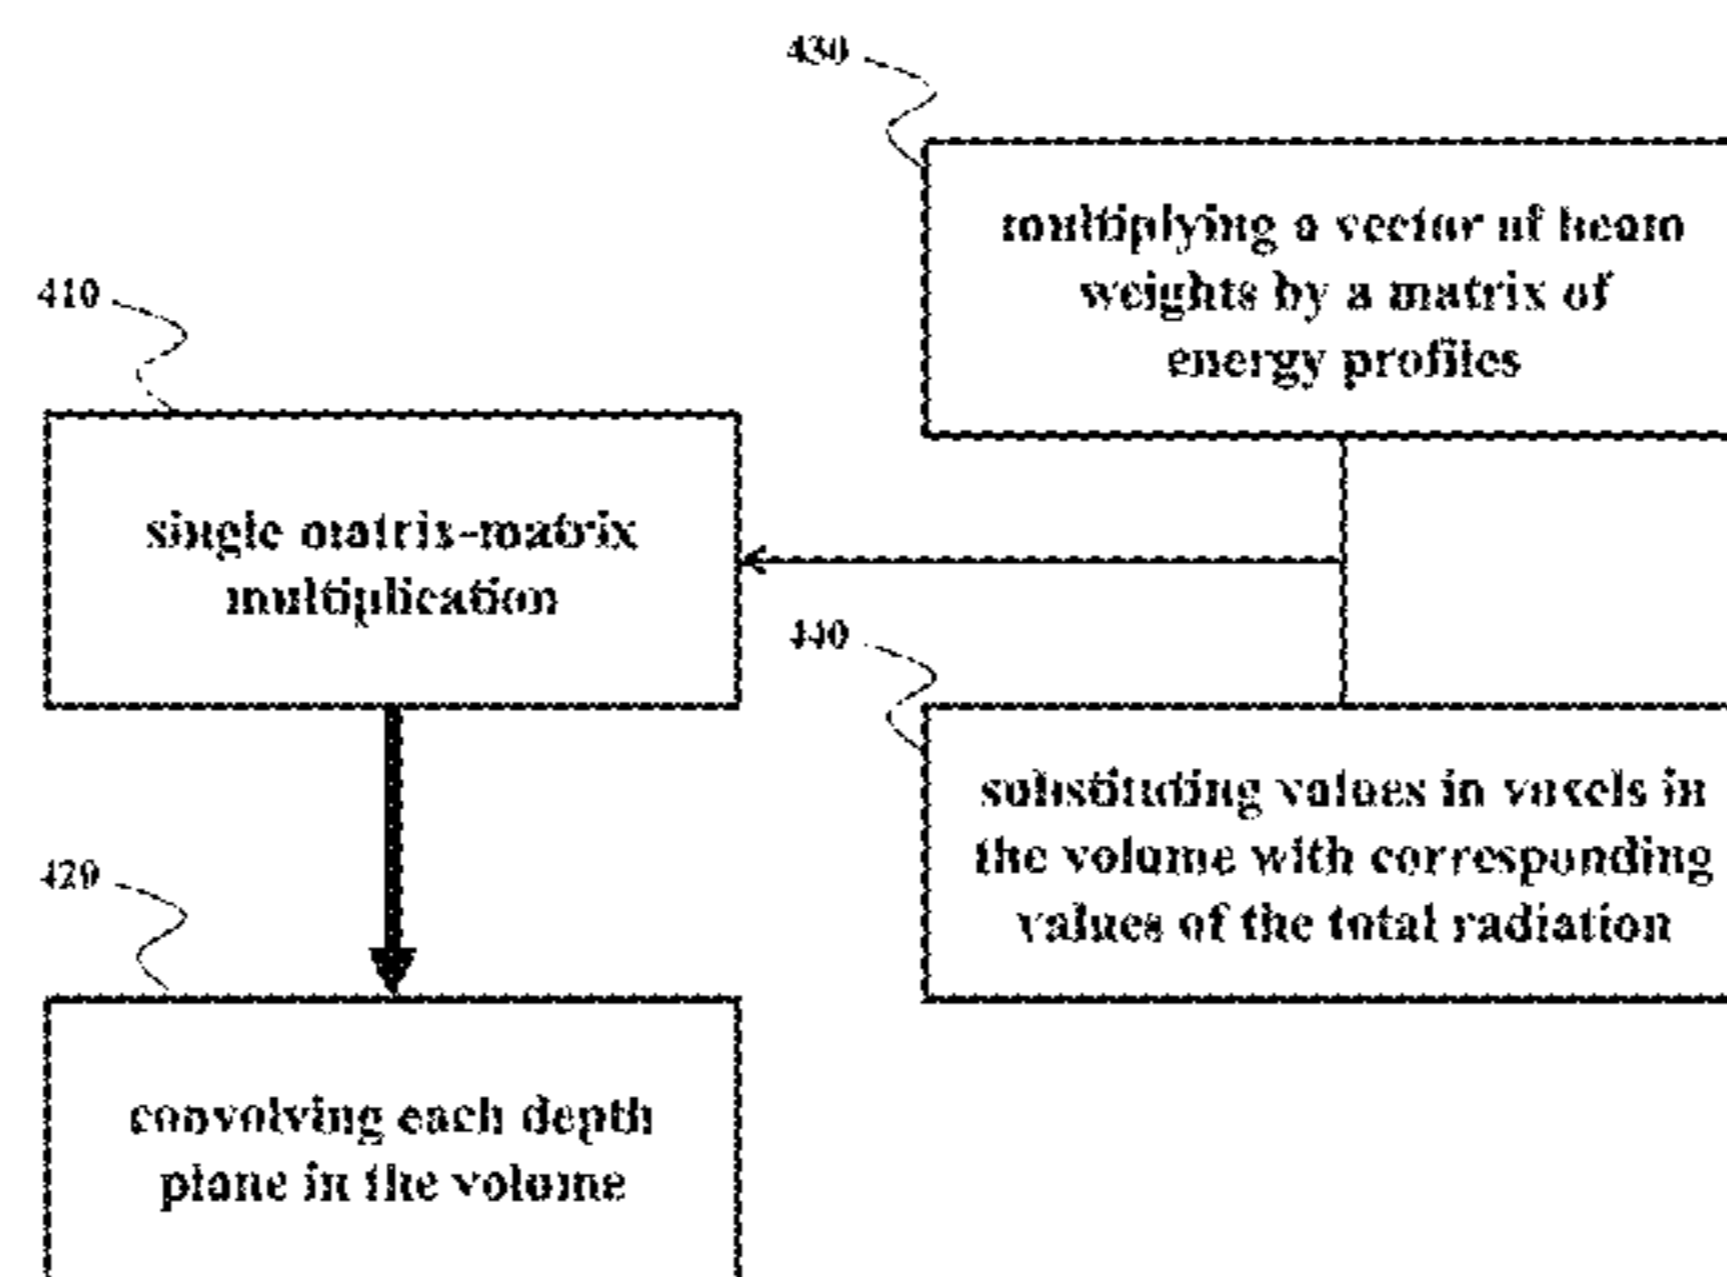 430
multiplying a vector of beam
weights by a matrix of
energy profiles
410
single matrix-matrix
multiplication
440
substituting values in voxels in
the volume with corresponding
values of the total radiation
420
convolving each depth
plane in the volume